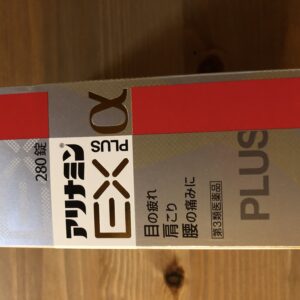 280錠
アリナミン
EX PLUS α
目の疲れ
肩こり
腰の痛みに
第3類医薬品
PLUS